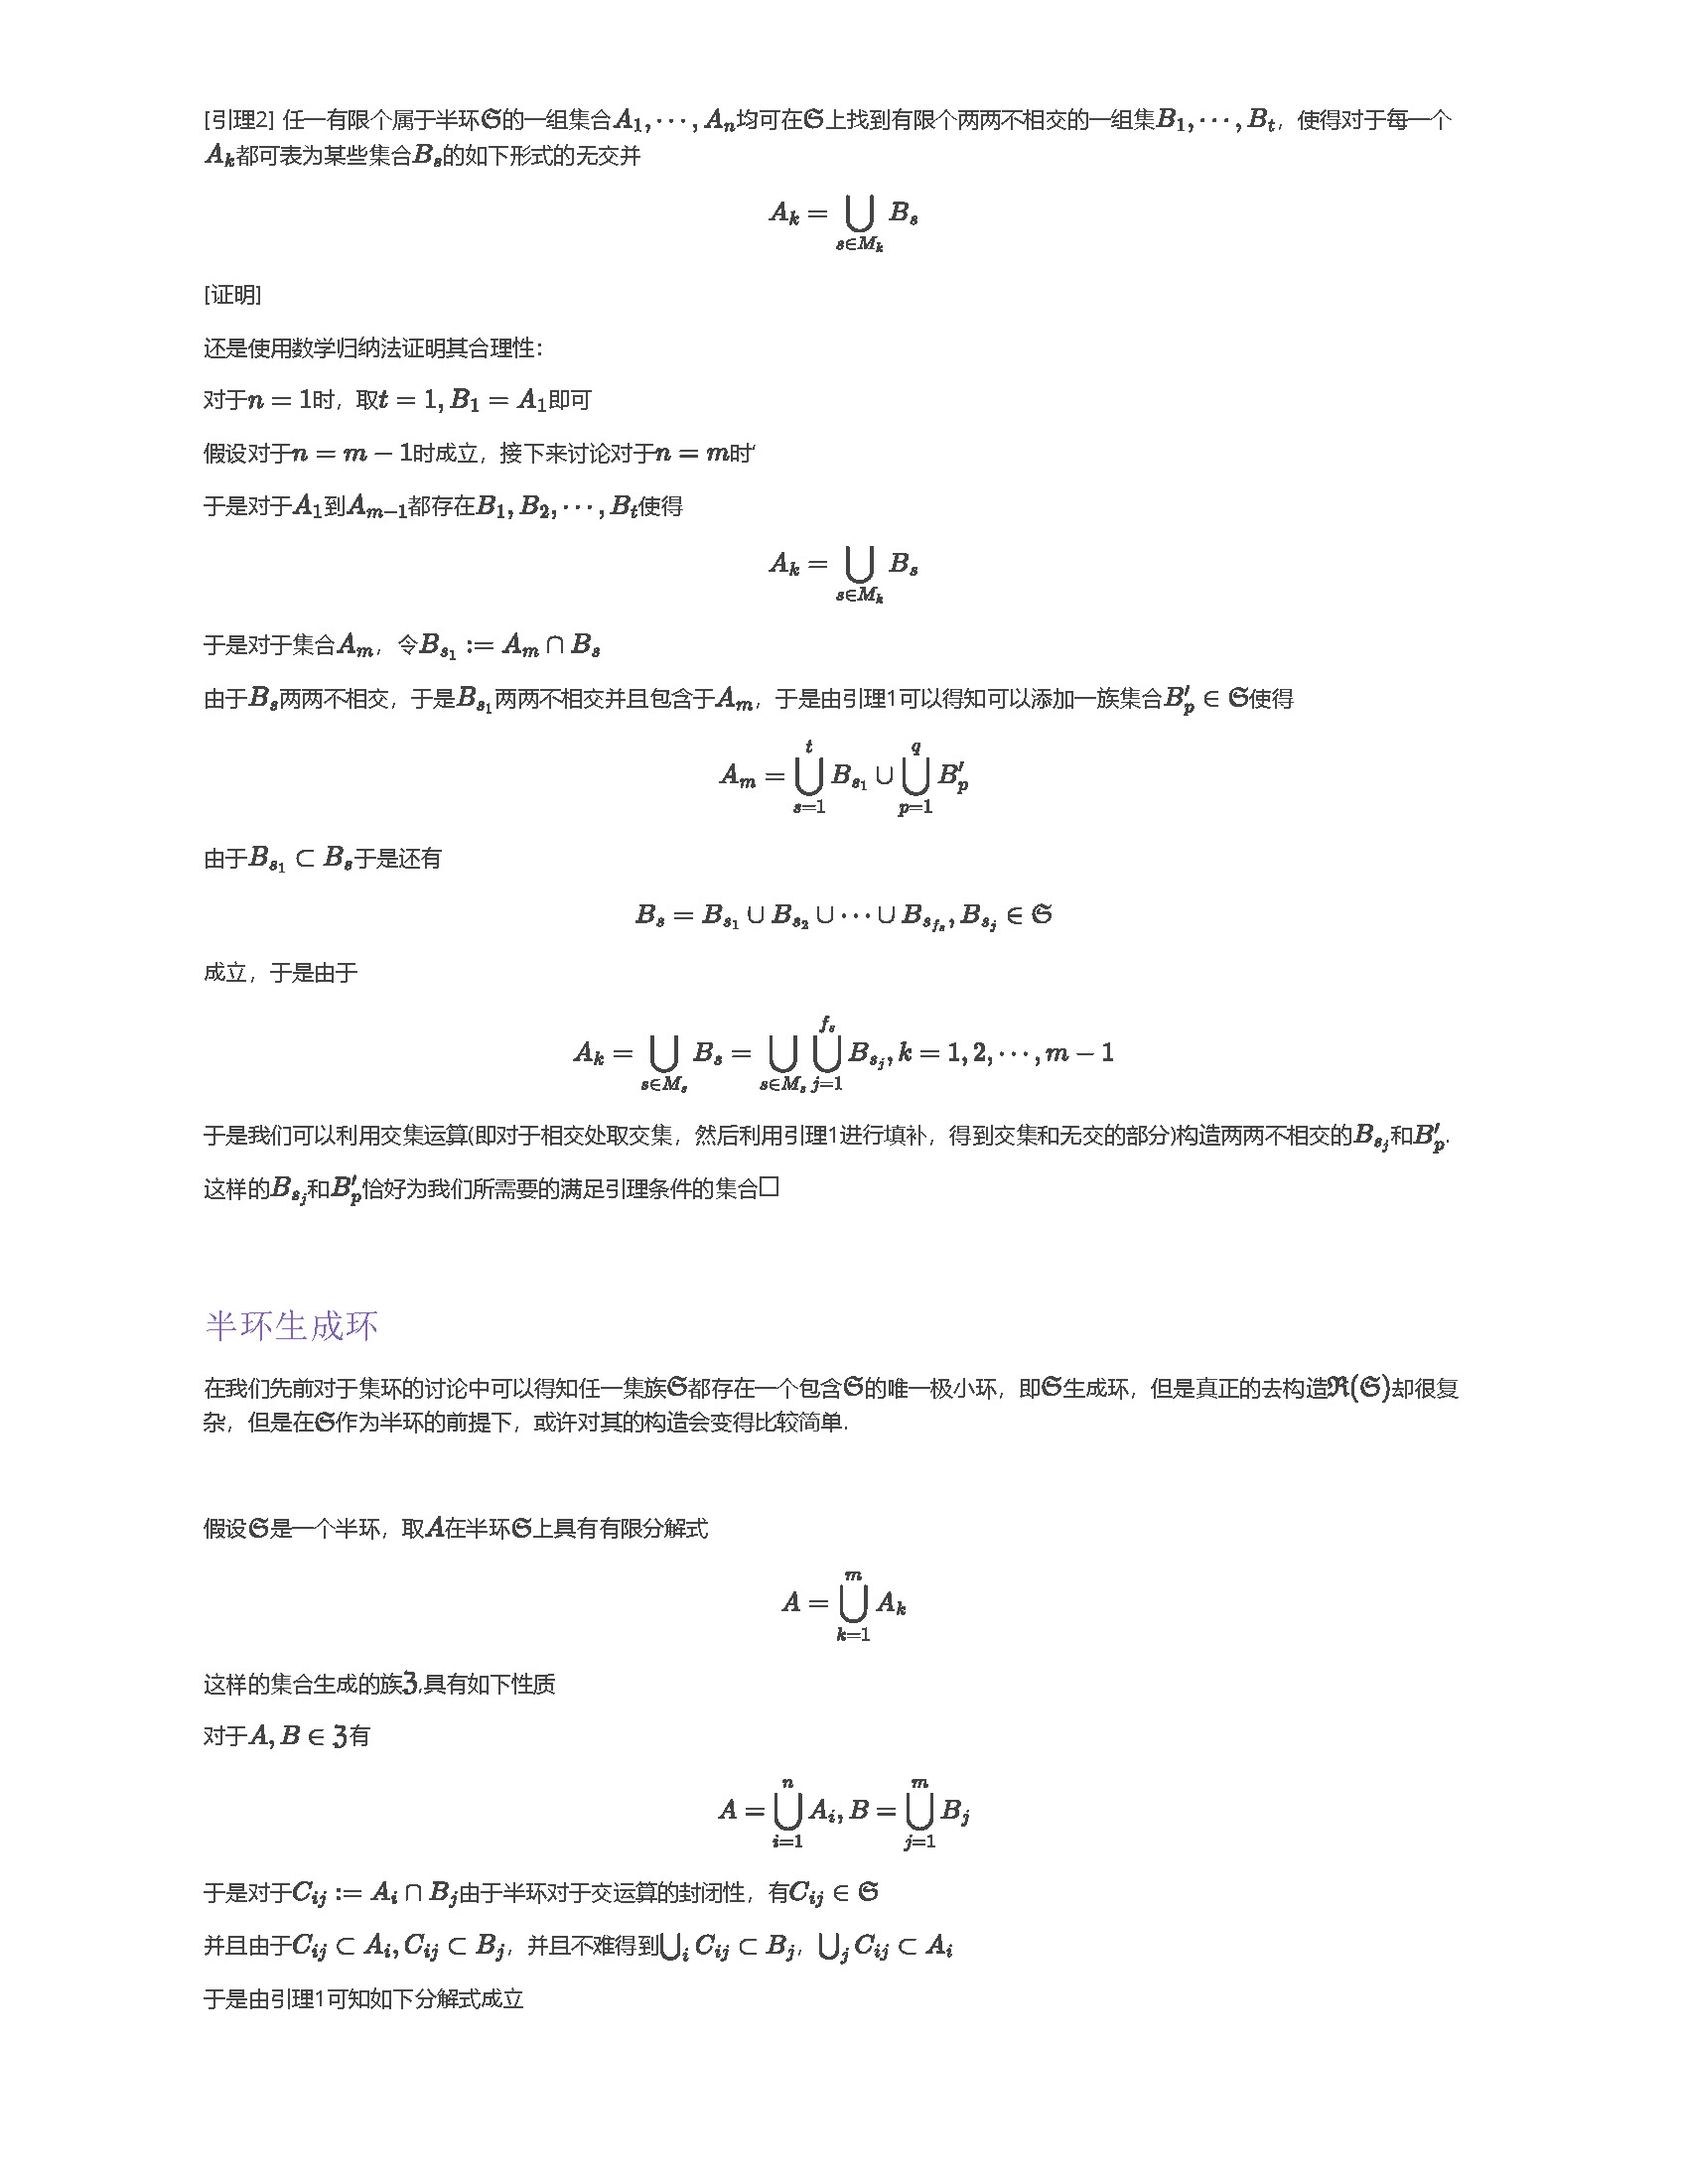 [引理2] 任一有限个属于半环𝔖的一组集合$A_1, \cdots, A_n$均可在𝔖上找到有限个两两不相交的一组集$B_1, \cdots, B_t$，使得对于每一个
$A_k$都可表为某些集合$B_s$的如下形式的无交并
$$A_k = \bigcup_{s \in M_k} B_s$$
[证明]
还是使用数学归纳法证明其合理性：
对于$n = 1$时，取$t = 1, B_1 = A_1$即可
假设对于$n = m - 1$时成立，接下来讨论对于$n = m$时‘
于是对于$A_1$到$A_{m-1}$都存在$B_1, B_2, \cdots, B_t$使得
$$A_k = \bigcup_{s \in M_k} B_s$$
于是对于集合$A_m$，令$B_{s_1} := A_m \cap B_s$
由于$B_s$两两不相交，于是$B_{s_1}$两两不相交并且包含于$A_m$，于是由引理1可以得知可以添加一族集合$B'_p \in \mathfrak{S}$使得
$$A_m = \bigcup_{s=1}^{t} B_{s_1} \cup \bigcup_{p=1}^{q} B'_p$$
由于$B_{s_1} \subset B_s$于是还有
$$B_s = B_{s_1} \cup B_{s_2} \cup \cdots \cup B_{s_{f_s}}, B_{s_j} \in \mathfrak{S}$$
成立，于是由于
$$A_k = \bigcup_{s \in M_s} B_s = \bigcup_{s \in M_s} \bigcup_{j=1}^{f_s} B_{s_j}, k = 1, 2, \cdots, m - 1$$
于是我们可以利用交集运算(即对于相交处取交集，然后利用引理1进行填补，得到交集和无交的部分)构造两两不相交的$B_{s_j}$和$B'_p$.
这样的$B_{s_j}$和$B'_p$恰好为我们所需要的满足引理条件的集合□
半环生成环
在我们先前对于集环的讨论中可以得知任一集族𝔖都存在一个包含𝔖的唯一极小环，即𝔖生成环，但是真正的去构造$\mathfrak{R}(\mathfrak{S})$却很复
杂，但是在𝔖作为半环的前提下，或许对其的构造会变得比较简单.
假设𝔖是一个半环，取$A$在半环𝔖上具有有限分解式
$$A = \bigcup_{k=1}^{m} A_k$$
这样的集合生成的族$\mathfrak{Z}$,具有如下性质
对于$A, B \in \mathfrak{Z}$有
$$A = \bigcup_{i=1}^{n} A_i, B = \bigcup_{j=1}^{m} B_j$$
于是对于$C_{ij} := A_i \cap B_j$由于半环对于交运算的封闭性，有$C_{ij} \in \mathfrak{S}$
并且由于$C_{ij} \subset A_i, C_{ij} \subset B_j$，并且不难得到$\bigcup_i C_{ij} \subset B_j$，$\bigcup_j C_{ij} \subset A_i$
于是由引理1可知如下分解式成立